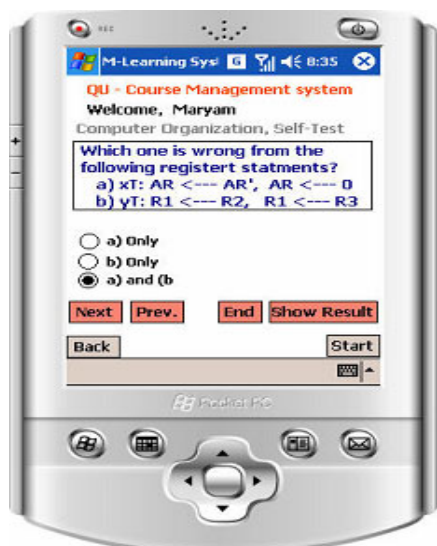 REC
M-Learning Sys G 8:35
QU - Course Management system
Welcome, Maryam
Computer Organization, Self-Test
Which one is wrong from the
following registert statments?
a) xT: AR <--- AR', AR <--- 0
b) yT: R1 <--- R2, R1 <--- R3
a) Only
b) Only
a) and (b
Next Prev. End Show Result
Back Start
Pocket PC